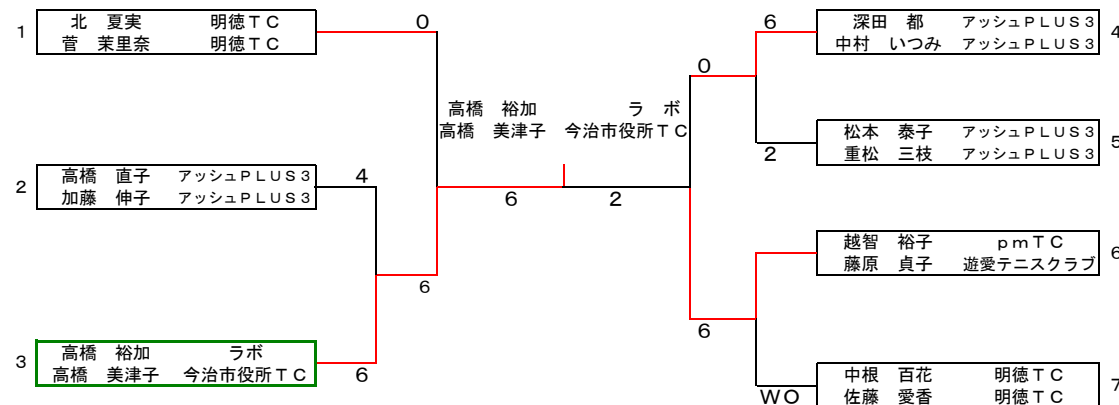 1 北 夏実 明徳TC
菅 茉里奈 明徳TC
0
2 高橋 直子 アッシュPLUS3
加藤 伸子 アッシュPLUS3
4
3 高橋 裕加 ラボ
高橋 美津子 今治市役所TC
6
6
高橋 裕加 ラ ボ
高橋 美津子 今治市役所TC
6 2
深田 都 アッシュPLUS3 4
中村 いつみ アッシュPLUS3
6
0
松本 泰子 アッシュPLUS3 5
重松 三枝 アッシュPLUS3
2
越智 裕子 pmTC 6
藤原 貞子 遊愛テニスクラブ
6
中根 百花 明徳TC 7
佐藤 愛香 明徳TC
WO